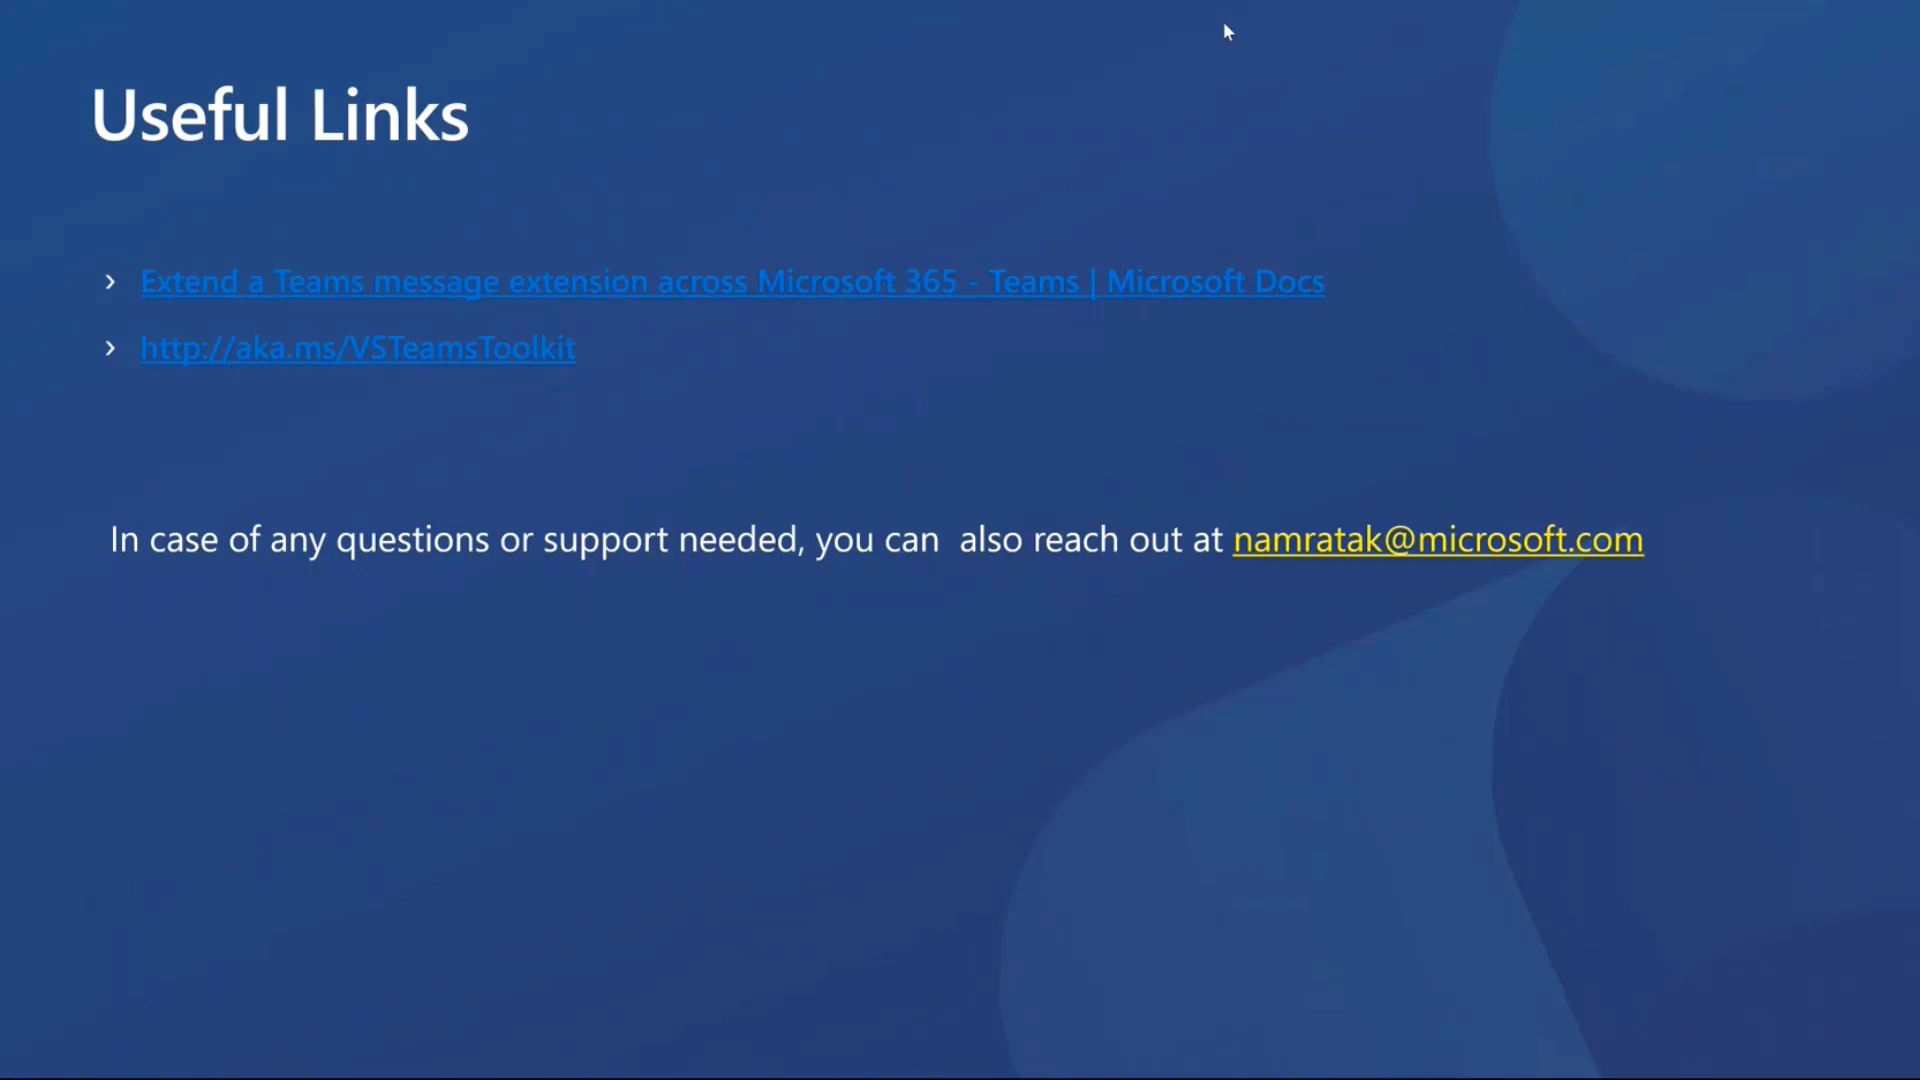 Useful Links
› Extend a Teams message extension across Microsoft 365 - Teams | Microsoft Docs
› http://aka.ms/VSTeamsToolkit
In case of any questions or support needed, you can  also reach out at namratak@microsoft.com